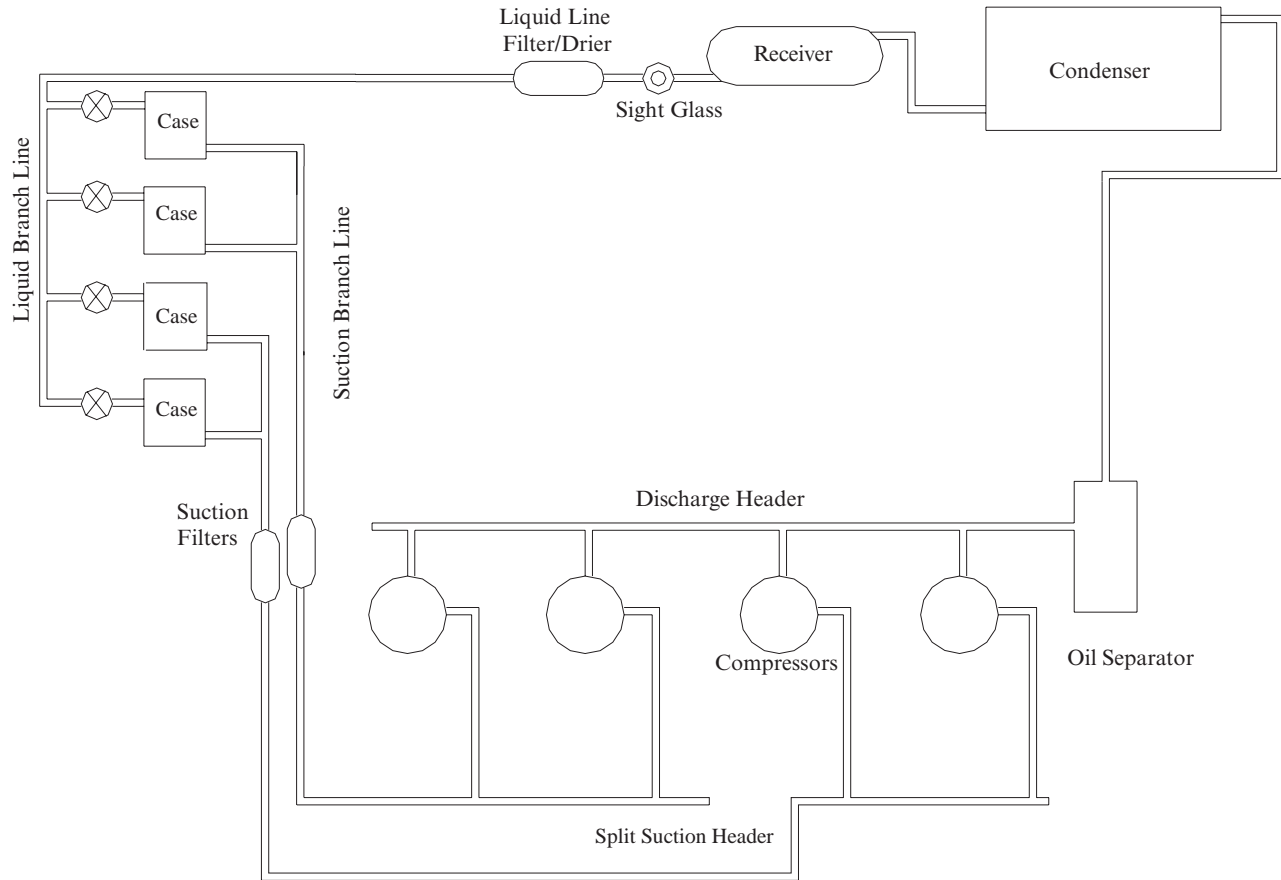 Liquid Line
Filter/Drier
Receiver
Condenser
Sight Glass
Case
Case
Case
Case
Liquid Branch Line
Suction Branch Line
Suction
Filters
Discharge Header
Compressors
Oil Separator
Split Suction Header